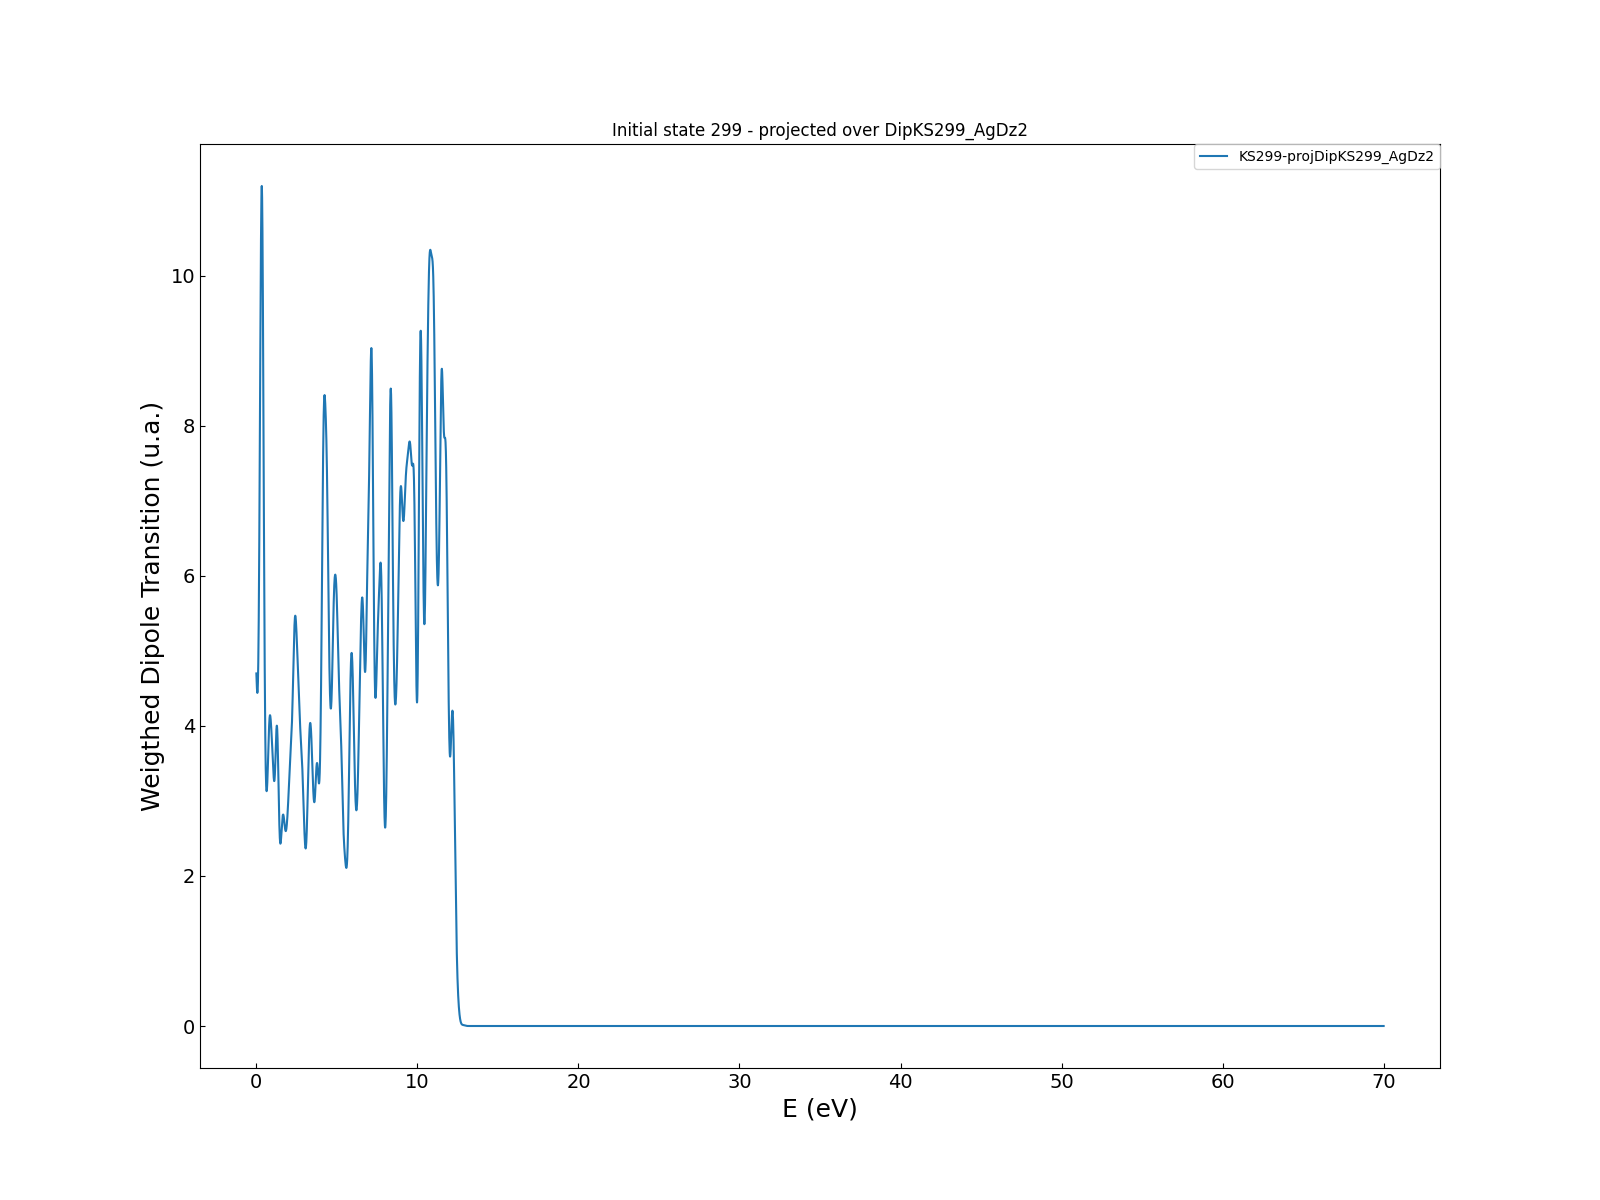 Initial state 299 - projected over DipKS299_AgDz2
KS299-projDipKS299_AgDz2
Weigthed Dipole Transition (u.a.)
10
8
6
4
2
0
0 10 20 30 40 50 60 70
E (eV)